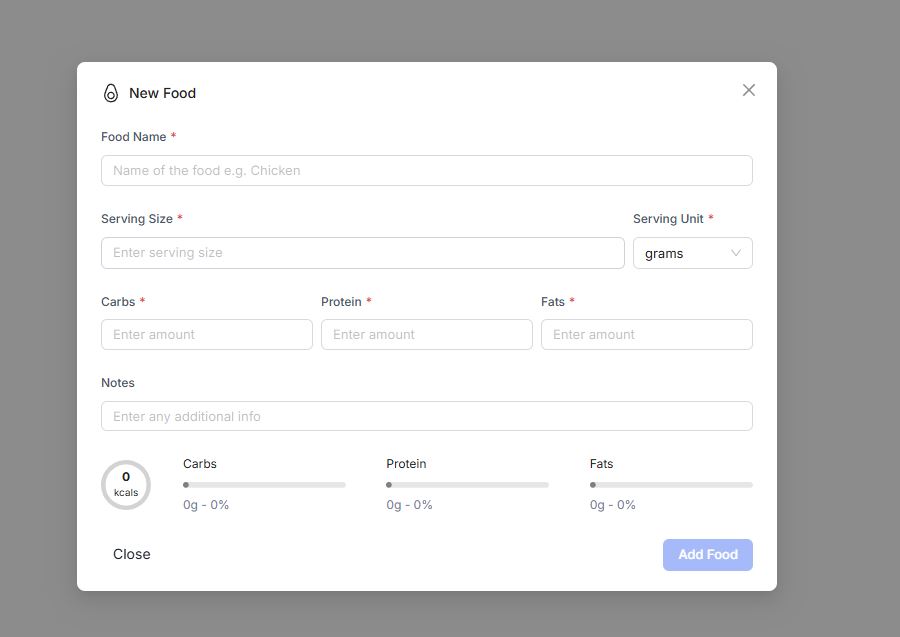 New Food
Food Name *
Name of the food e.g. Chicken
Serving Size * Serving Unit *
Enter serving size grams
Carbs * Protein * Fats *
Enter amount Enter amount Enter amount
Notes
Enter any additional info
0
kcals
Carbs Protein Fats
0g - 0% 0g - 0% 0g - 0%
Close Add Food